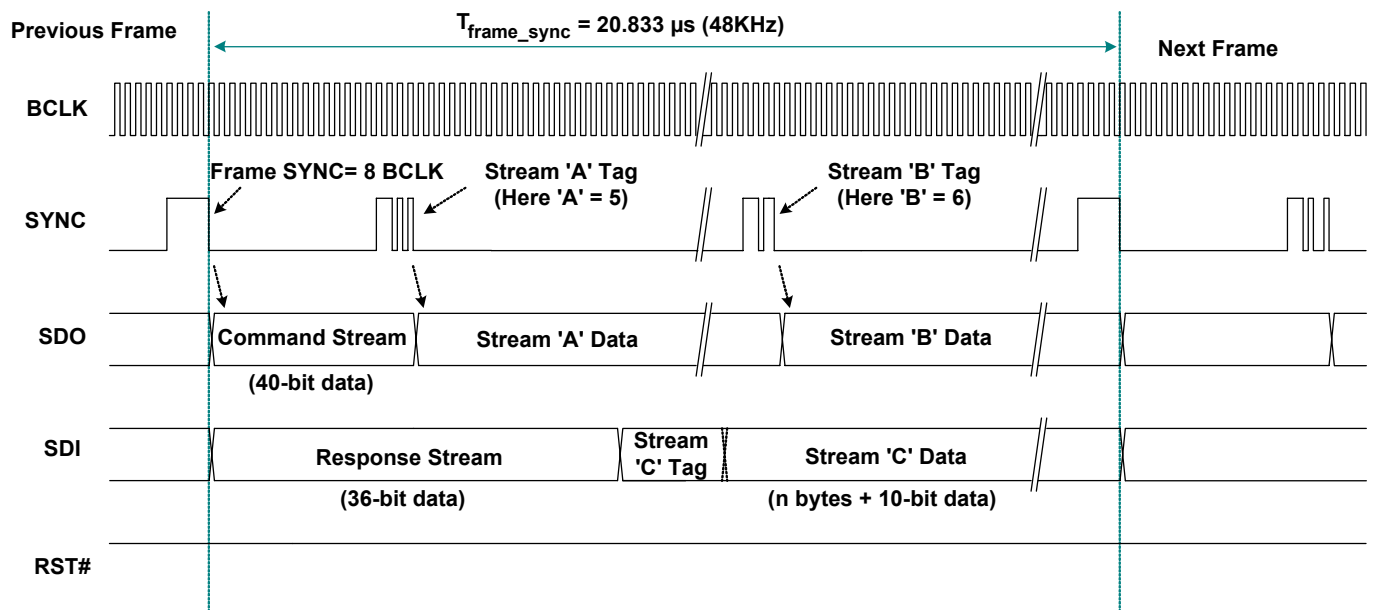 T_frame_sync = 20.833 µs (48KHz)
Previous Frame
Next Frame
BCLK
Frame SYNC= 8 BCLK
Stream 'A' Tag
(Here 'A' = 5)
Stream 'B' Tag
(Here 'B' = 6)
SYNC
SDO
Command Stream
Stream 'A' Data
Stream 'B' Data
(40-bit data)
SDI
Response Stream
Stream
'C' Tag
Stream 'C' Data
(36-bit data)
(n bytes + 10-bit data)
RST#